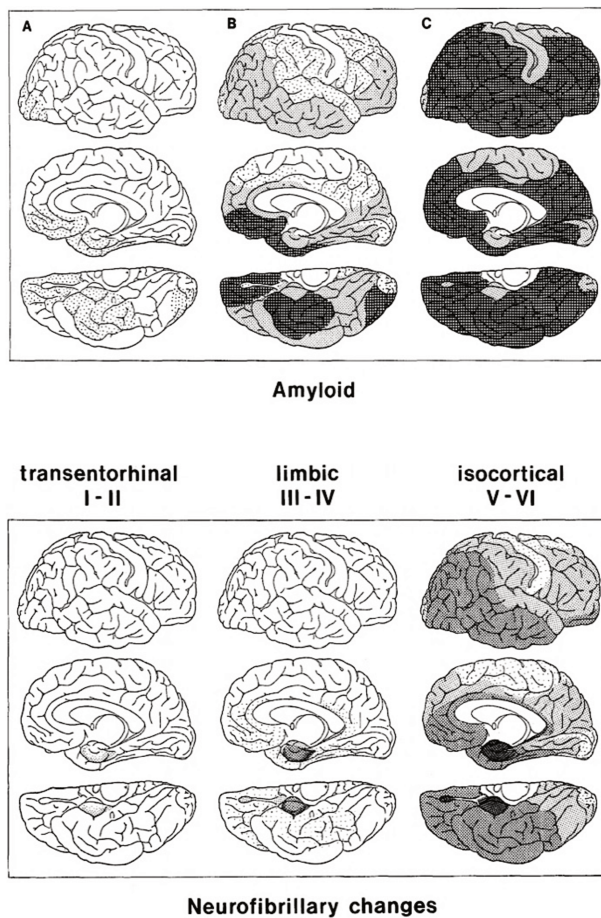 A B C
Amyloid
transentorhinal limbic isocortical
I - II III - IV V - VI
Neurofibrillary changes